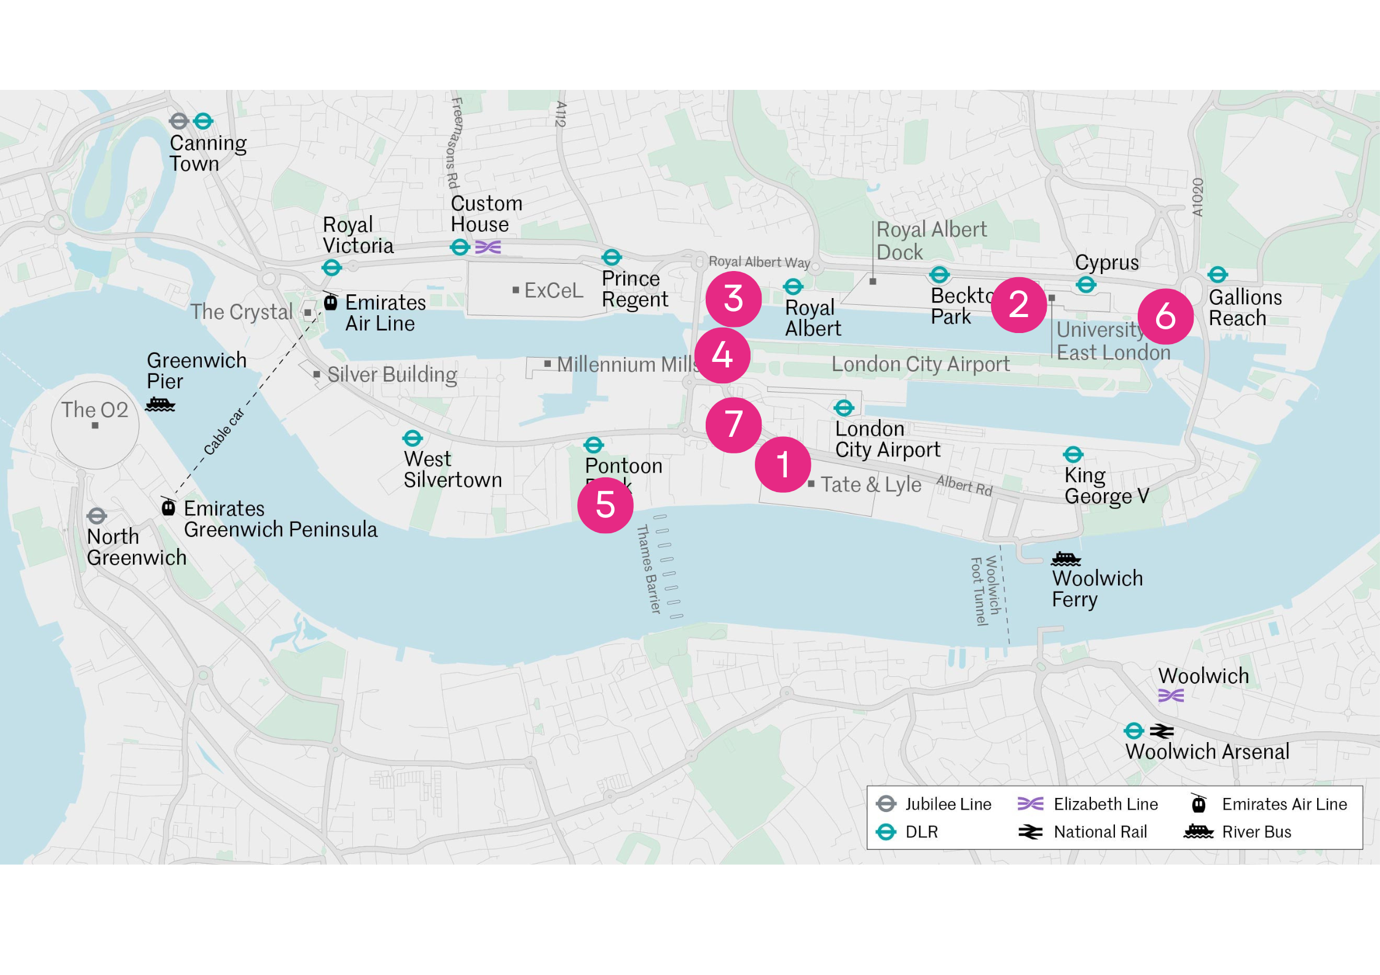 Canning
Town
Freemasons Rd
A112
A1020
Custom
House
Royal
Victoria
Prince
Regent
Royal Albert Way
Royal Albert
Dock
Cyprus
The Crystal
Emirates
Air Line
ExCeL
3
Royal
Albert
Beckto
Park
2
University
East London
6
Gallions
Reach
Greenwich
Pier
Silver Building
Millennium Mills
4
London City Airport
The O2
Cable car
West
Silvertown
Pontoon
5
7
1
London
City Airport
Tate & Lyle
Albert Rd
King
George V
Emirates
Greenwich Peninsula
North
Greenwich
Thames Barrier
Woolwich
Foot Tunnel
Woolwich
Ferry
Woolwich
Woolwich Arsenal
Jubilee Line
Elizabeth Line
Emirates Air Line
DLR
National Rail
River Bus